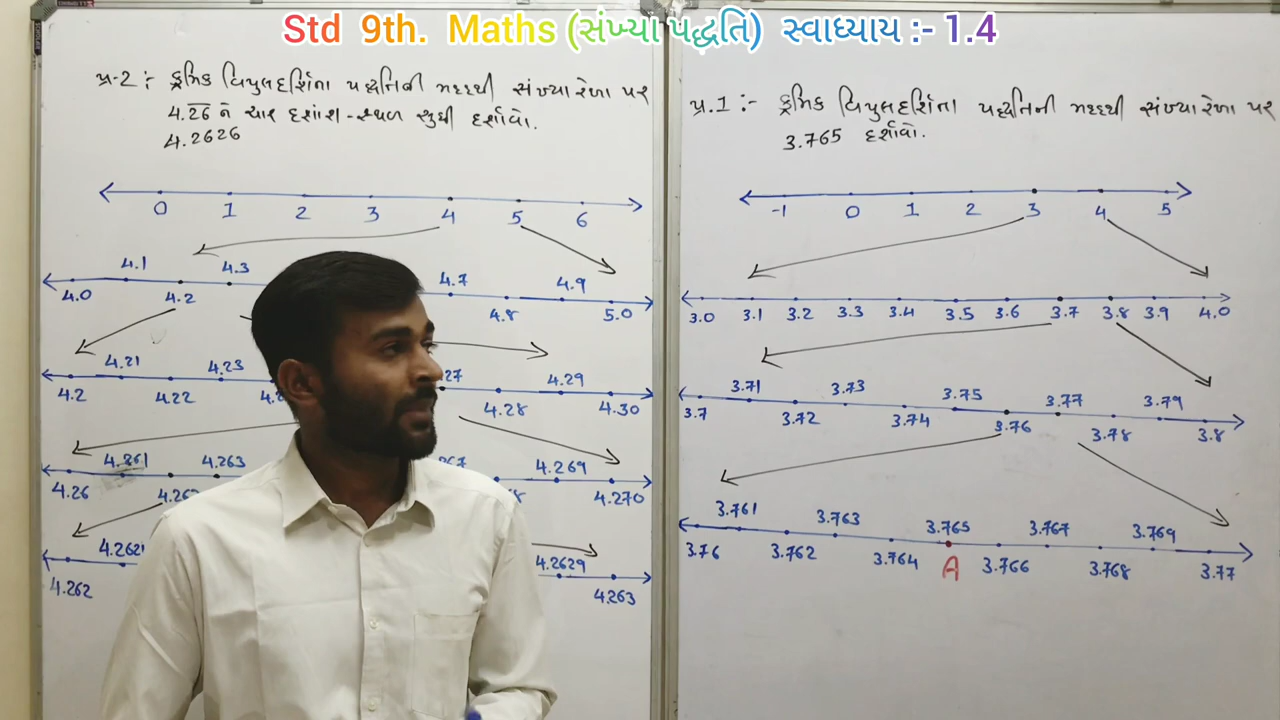 Std 9th. Maths (સંખ્યા પદ્ધતિ) સ્વાધ્યાય :- 1.4
પ્ર-2 :- ક્રમિક વિપુલદર્શિતા પદ્ધતિની મદદથી સંખ્યા રેખા પર
4.2̅6̅ ને ચાર દશાંશ-સ્થળ સુધી દર્શાવો.
4.2626
0 1 2 3 4 5 6
4.1 4.3 4.7 4.9
4.0 4.2 4.8 5.0
4.21 4.23 27 4.29
4.2 4.22 4.2 4.28 4.30
4.261 4.263 267 4.269
4.26 4.262 4.270
4.2621 4.2629
4.262 4.263
પ્ર.1 :- ક્રમિક વિપુલદર્શિતા પદ્ધતિની મદદથી સંખ્યા રેખા પર
3.765 દર્શાવો.
-1 0 1 2 3 4 5
3.0 3.1 3.2 3.3 3.4 3.5 3.6 3.7 3.8 3.9 4.0
3.71 3.73 3.75 3.77 3.79
3.7 3.72 3.74 3.76 3.78 3.8
3.761 3.763 3.765 3.767 3.769
3.76 3.762 3.764 A 3.766 3.768 3.77